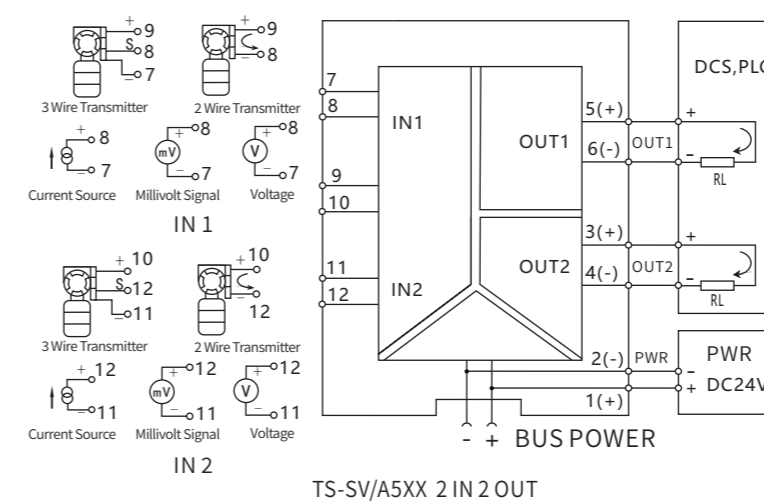 + 9
S 8
− 7
3 Wire Transmitter
+ 9
− 8
2 Wire Transmitter
+ 8
− 7
Current Source
+ 8
mV
− 7
Millivolt Signal
+ 8
V
− 7
Voltage
IN 1
+ 10
S 12
− 11
3 Wire Transmitter
+ 10
− 12
2 Wire Transmitter
+ 12
− 11
Current Source
+ 12
mV
− 11
Millivolt Signal
+ 12
V
− 11
Voltage
IN 2
7
8
9
10
11
12
IN1
IN2
OUT1
OUT2
5(+)
6(-)
OUT1
3(+)
4(-)
OUT2
2(-) PWR
1(+)
DCS,PLC
+
-
RL
+
-
RL
PWR
-
+ DC24V
- + BUS POWER
TS-SV/A5XX 2 IN 2 OUT